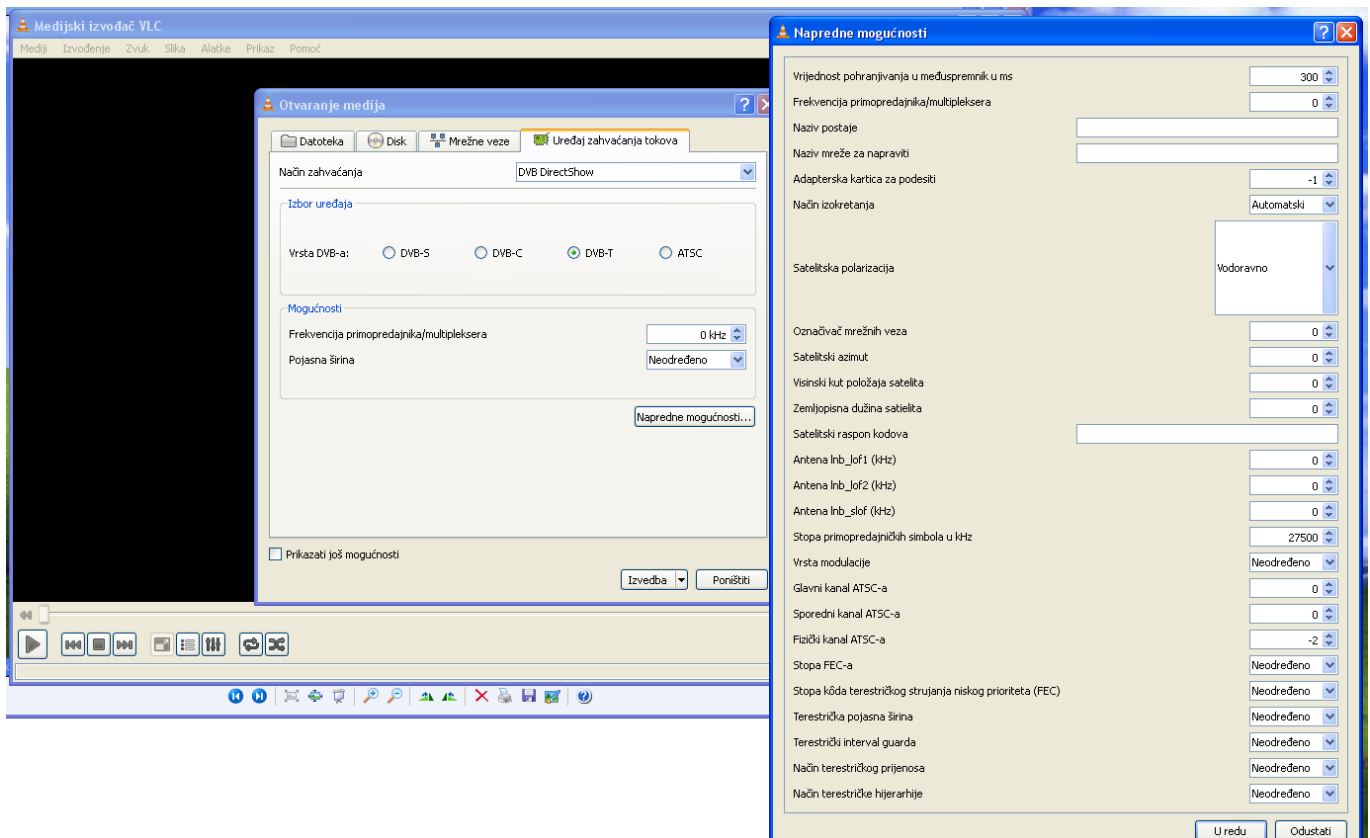 Medijski izvođač VLC
Mediji Izvođenje Zvuk Slika Alatke Prikaz Pomoć
Otvaranje medija
Datoteka Disk Mrežne veze Uređaj zahvaćanja tokova
Način zahvaćanja DVB DirectShow
Izbor uređaja
Vrsta DVB-a: DVB-S DVB-C DVB-T ATSC
Mogućnosti
Frekvencija primopredajnika/multipleksera 0 kHz
Pojasna širina Neodređeno
Napredne mogućnosti...
Prikazati još mogućnosti
Izvedba Poništiti
Napredne mogućnosti
Vrijednost pohranjivanja u međuspremnik u ms 300
Frekvencija primopredajnika/multipleksera 0
Naziv postaje
Naziv mreže za napraviti
Adapterska kartica za podesiti -1
Način izokretanja Automatski
Satelitska polarizacija Vodoravno
Označivač mrežnih veza 0
Satelitski azimut 0
Visinski kut položaja satelita 0
Zemljopisna dužina satielita 0
Satelitski raspon kodova
Antena lnb_lof1 (kHz) 0
Antena lnb_lof2 (kHz) 0
Antena lnb_slof (kHz) 0
Stopa primopredajničkih simbola u kHz 27500
Vrsta modulacije Neodređeno
Glavni kanal ATSC-a 0
Sporedni kanal ATSC-a 0
Fizički kanal ATSC-a -2
Stopa FEC-a Neodređeno
Stopa kôda terestričkog strujanja niskog prioriteta (FEC) Neodređeno
Terestrička pojasna širina Neodređeno
Terestrički interval guarda Neodređeno
Način terestričkog prijenosa Neodređeno
Način terestričke hijerarhije Neodređeno
U redu Odustati